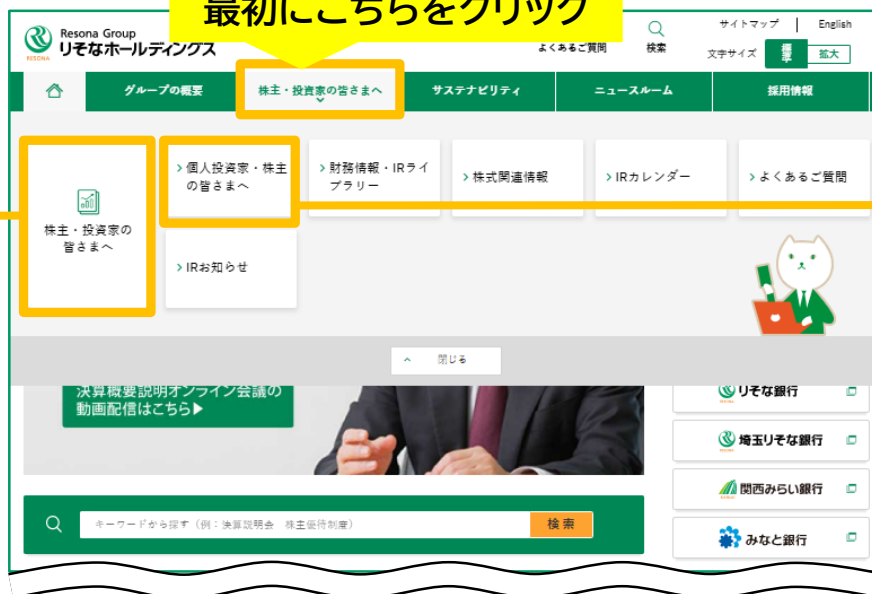 最初にこちらをクリック
Resona Group
りそなホールディングス
RESONA
よくあるご質問
検索
サイトマップ | English
文字サイズ 標準 拡大
グループの概要
株主・投資家の皆さまへ
サステナビリティ
ニュースルーム
採用情報
株主・投資家の
皆さまへ
個人投資家・株主
の皆さまへ
財務情報・IRライ
ブラリー
株式関連情報
IRカレンダー
よくあるご質問
IRお知らせ
閉じる
決算概要説明オンライン会議の
動画配信はこちら▶
キーワードから探す（例：決算説明会 株主優待制度）
検索
りそな銀行
埼玉りそな銀行
関西みらい銀行
みなと銀行